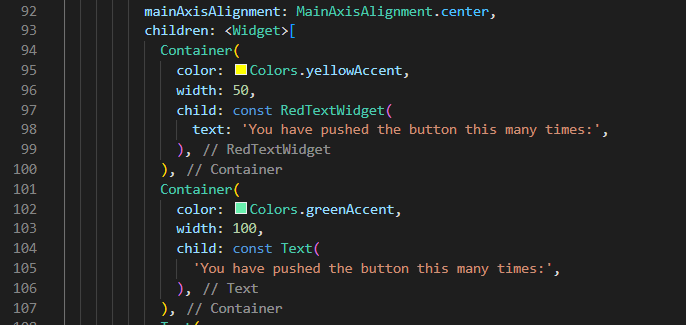 92 mainAxisAlignment: MainAxisAlignment.center,
93 children: <Widget>[
94 Container(
95 color: Colors.yellowAccent,
96 width: 50,
97 child: const RedTextWidget(
98 text: 'You have pushed the button this many times:',
99 ), // RedTextWidget
100 ), // Container
101 Container(
102 color: Colors.greenAccent,
103 width: 100,
104 child: const Text(
105 'You have pushed the button this many times:',
106 ), // Text
107 ), // Container